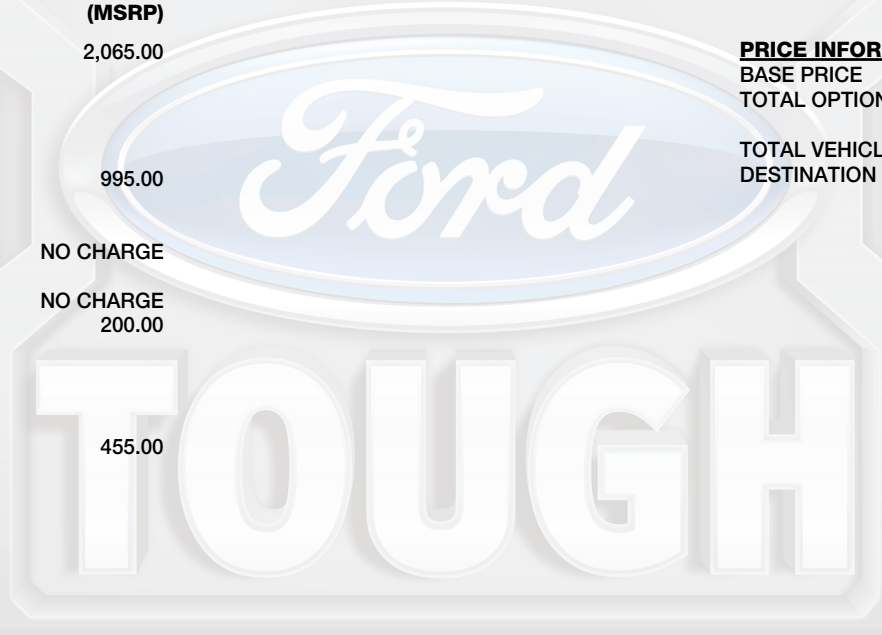 (MSRP)
2,065.00
995.00
NO CHARGE
NO CHARGE
200.00
455.00
PRICE INFOR
BASE PRICE
TOTAL OPTION
TOTAL VEHICL
DESTINATION
Ford
TOUGH